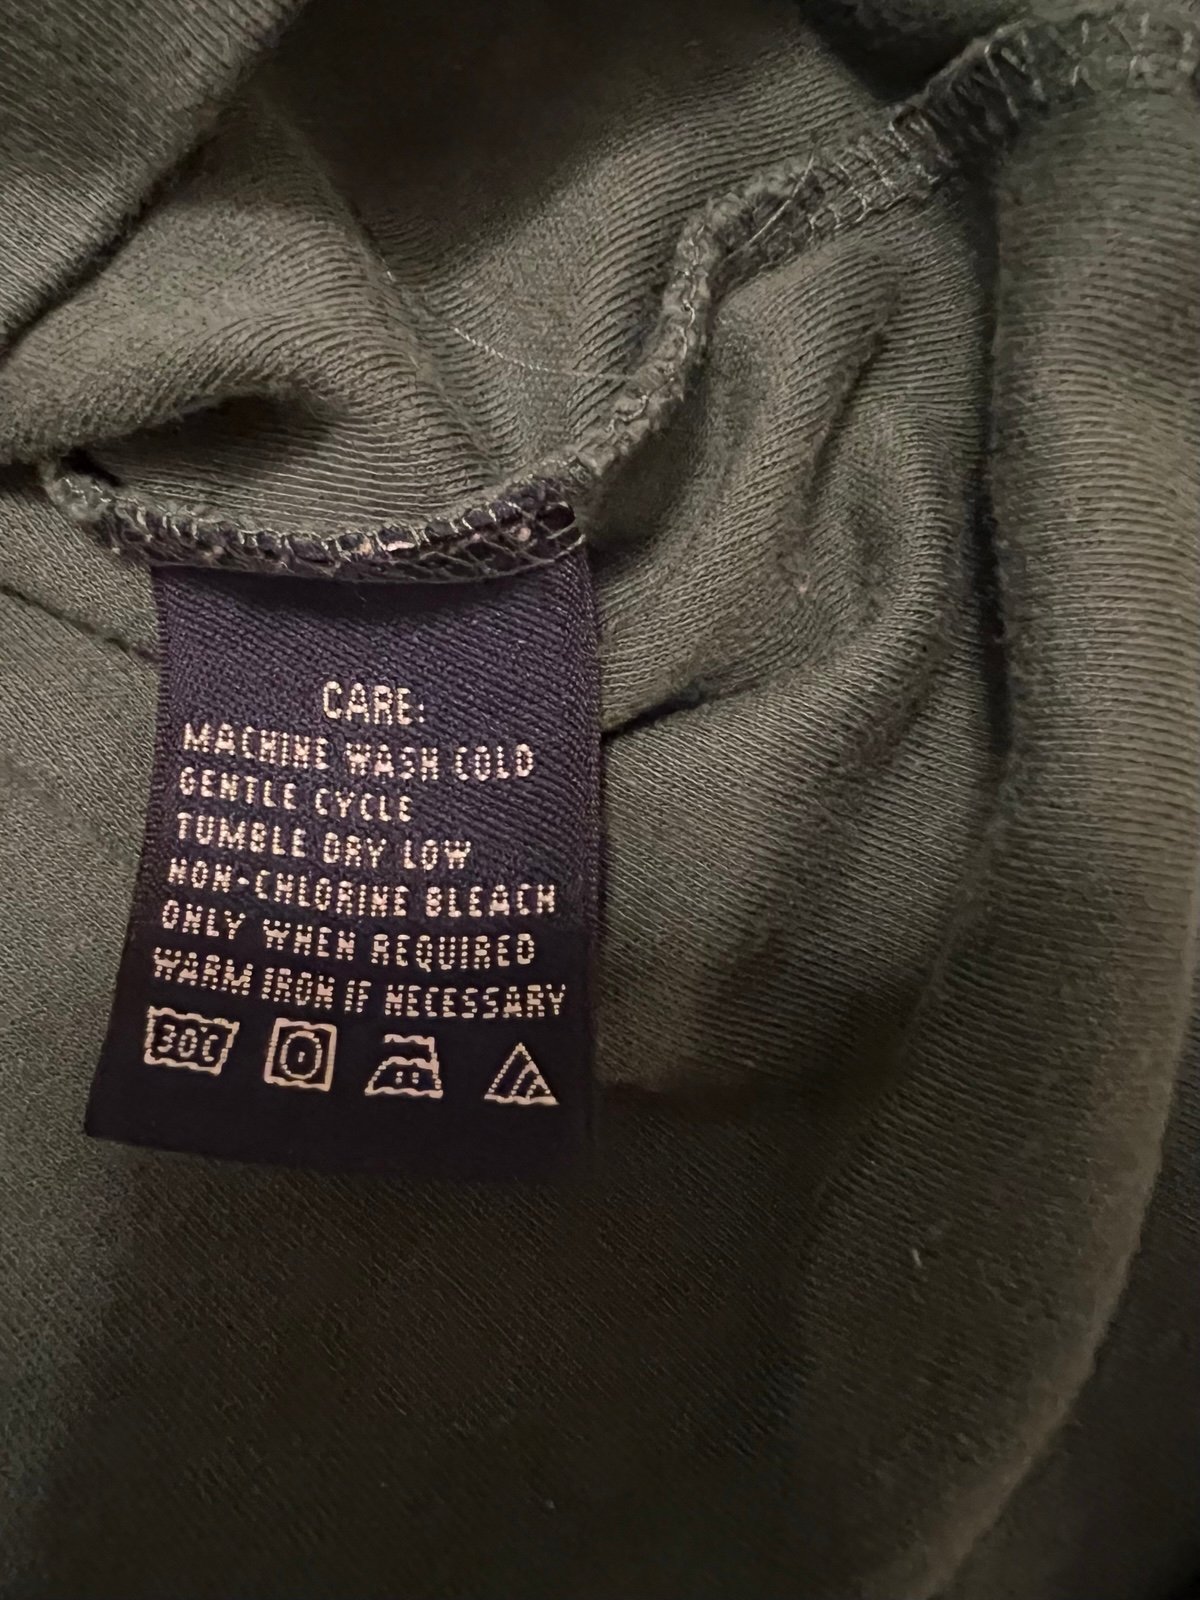 CARE:
MACHINE WASH COLD
GENTLE CYCLE
TUMBLE DRY LOW
NON-CHLORINE BLEACH
ONLY WHEN REQUIRED
WARM IRON IF NECESSARY
30C